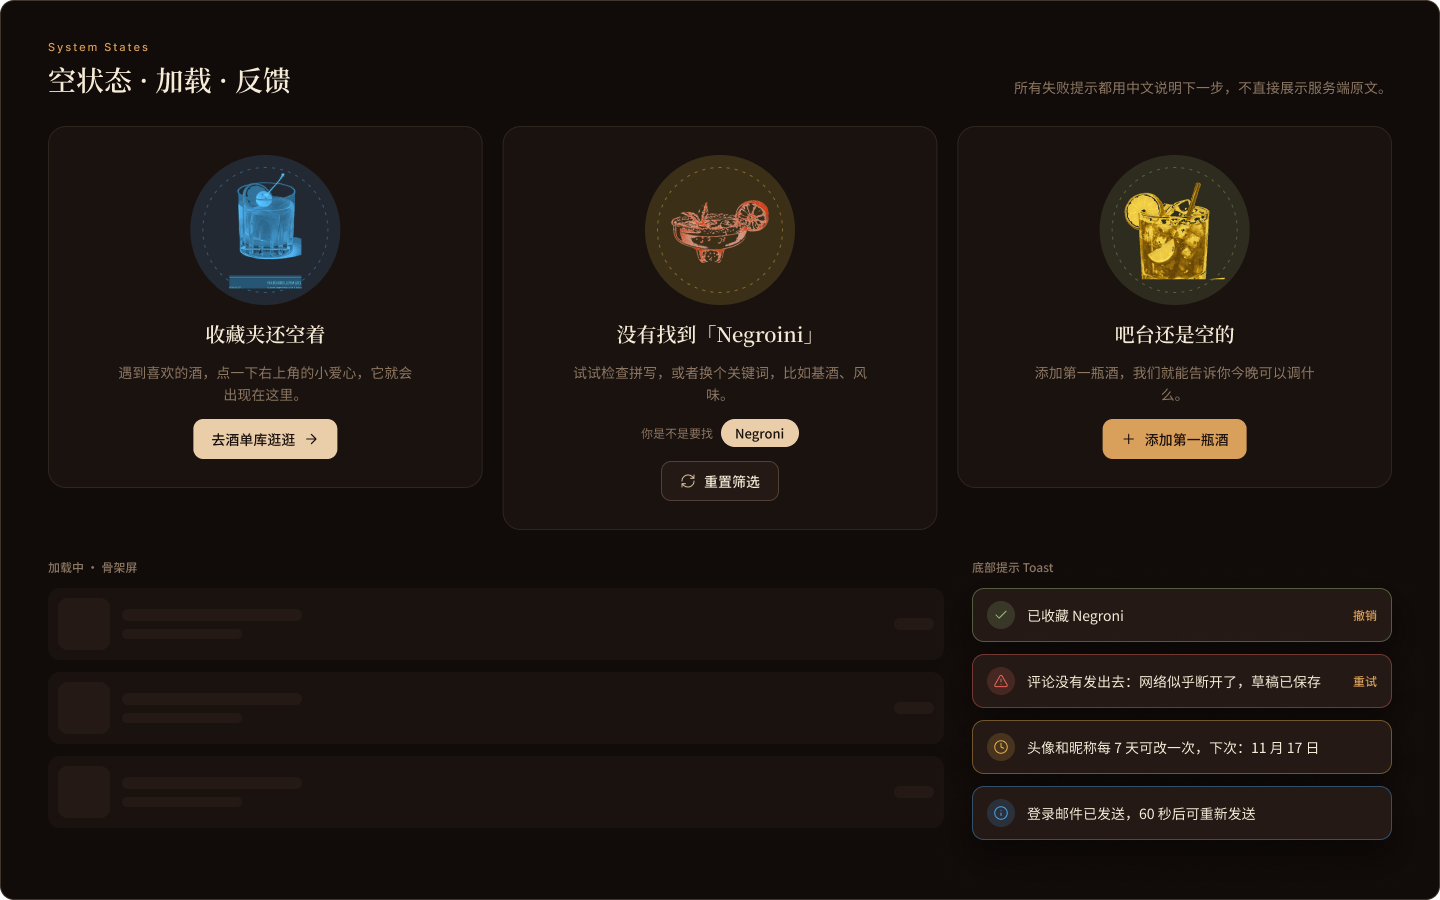 System States
空状态 · 加载 · 反馈
所有失败提示都用中文说明下一步，不直接展示服务端原文。
收藏夹还空着
遇到喜欢的酒，点一下右上角的小爱心，它就会
出现在这里。
去酒单库逛逛
没有找到「Negroini」
试试检查拼写，或者换个关键词，比如基酒、风
味。
你是不是要找 Negroni
重置筛选
吧台还是空的
添加第一瓶酒，我们就能告诉你今晚可以调什
么。
添加第一瓶酒
加载中 · 骨架屏
底部提示 Toast
已收藏 Negroni 撤销
评论没有发出去：网络似乎断开了，草稿已保存 重试
头像和昵称每 7 天可改一次，下次：11 月 17 日
登录邮件已发送，60 秒后可重新发送